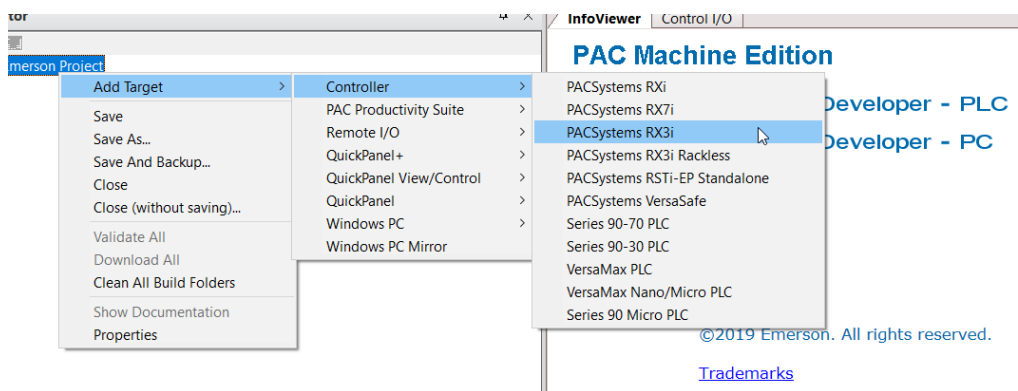 tor
InfoViewer
Control I/O
merson Project
PAC Machine Edition
Developer - PLC
Developer - PC
Add Target
Save
Save As...
Save And Backup...
Close
Close (without saving)...
Validate All
Download All
Clean All Build Folders
Show Documentation
Properties
Controller
PAC Productivity Suite
Remote I/O
QuickPanel+
QuickPanel View/Control
QuickPanel
Windows PC
Windows PC Mirror
PACSystems RXi
PACSystems RX7i
PACSystems RX3i
PACSystems RX3i Rackless
PACSystems RSTi-EP Standalone
PACSystems VersaSafe
Series 90-70 PLC
Series 90-30 PLC
VersaMax PLC
VersaMax Nano/Micro PLC
Series 90 Micro PLC
©2019 Emerson. All rights reserved.
Trademarks